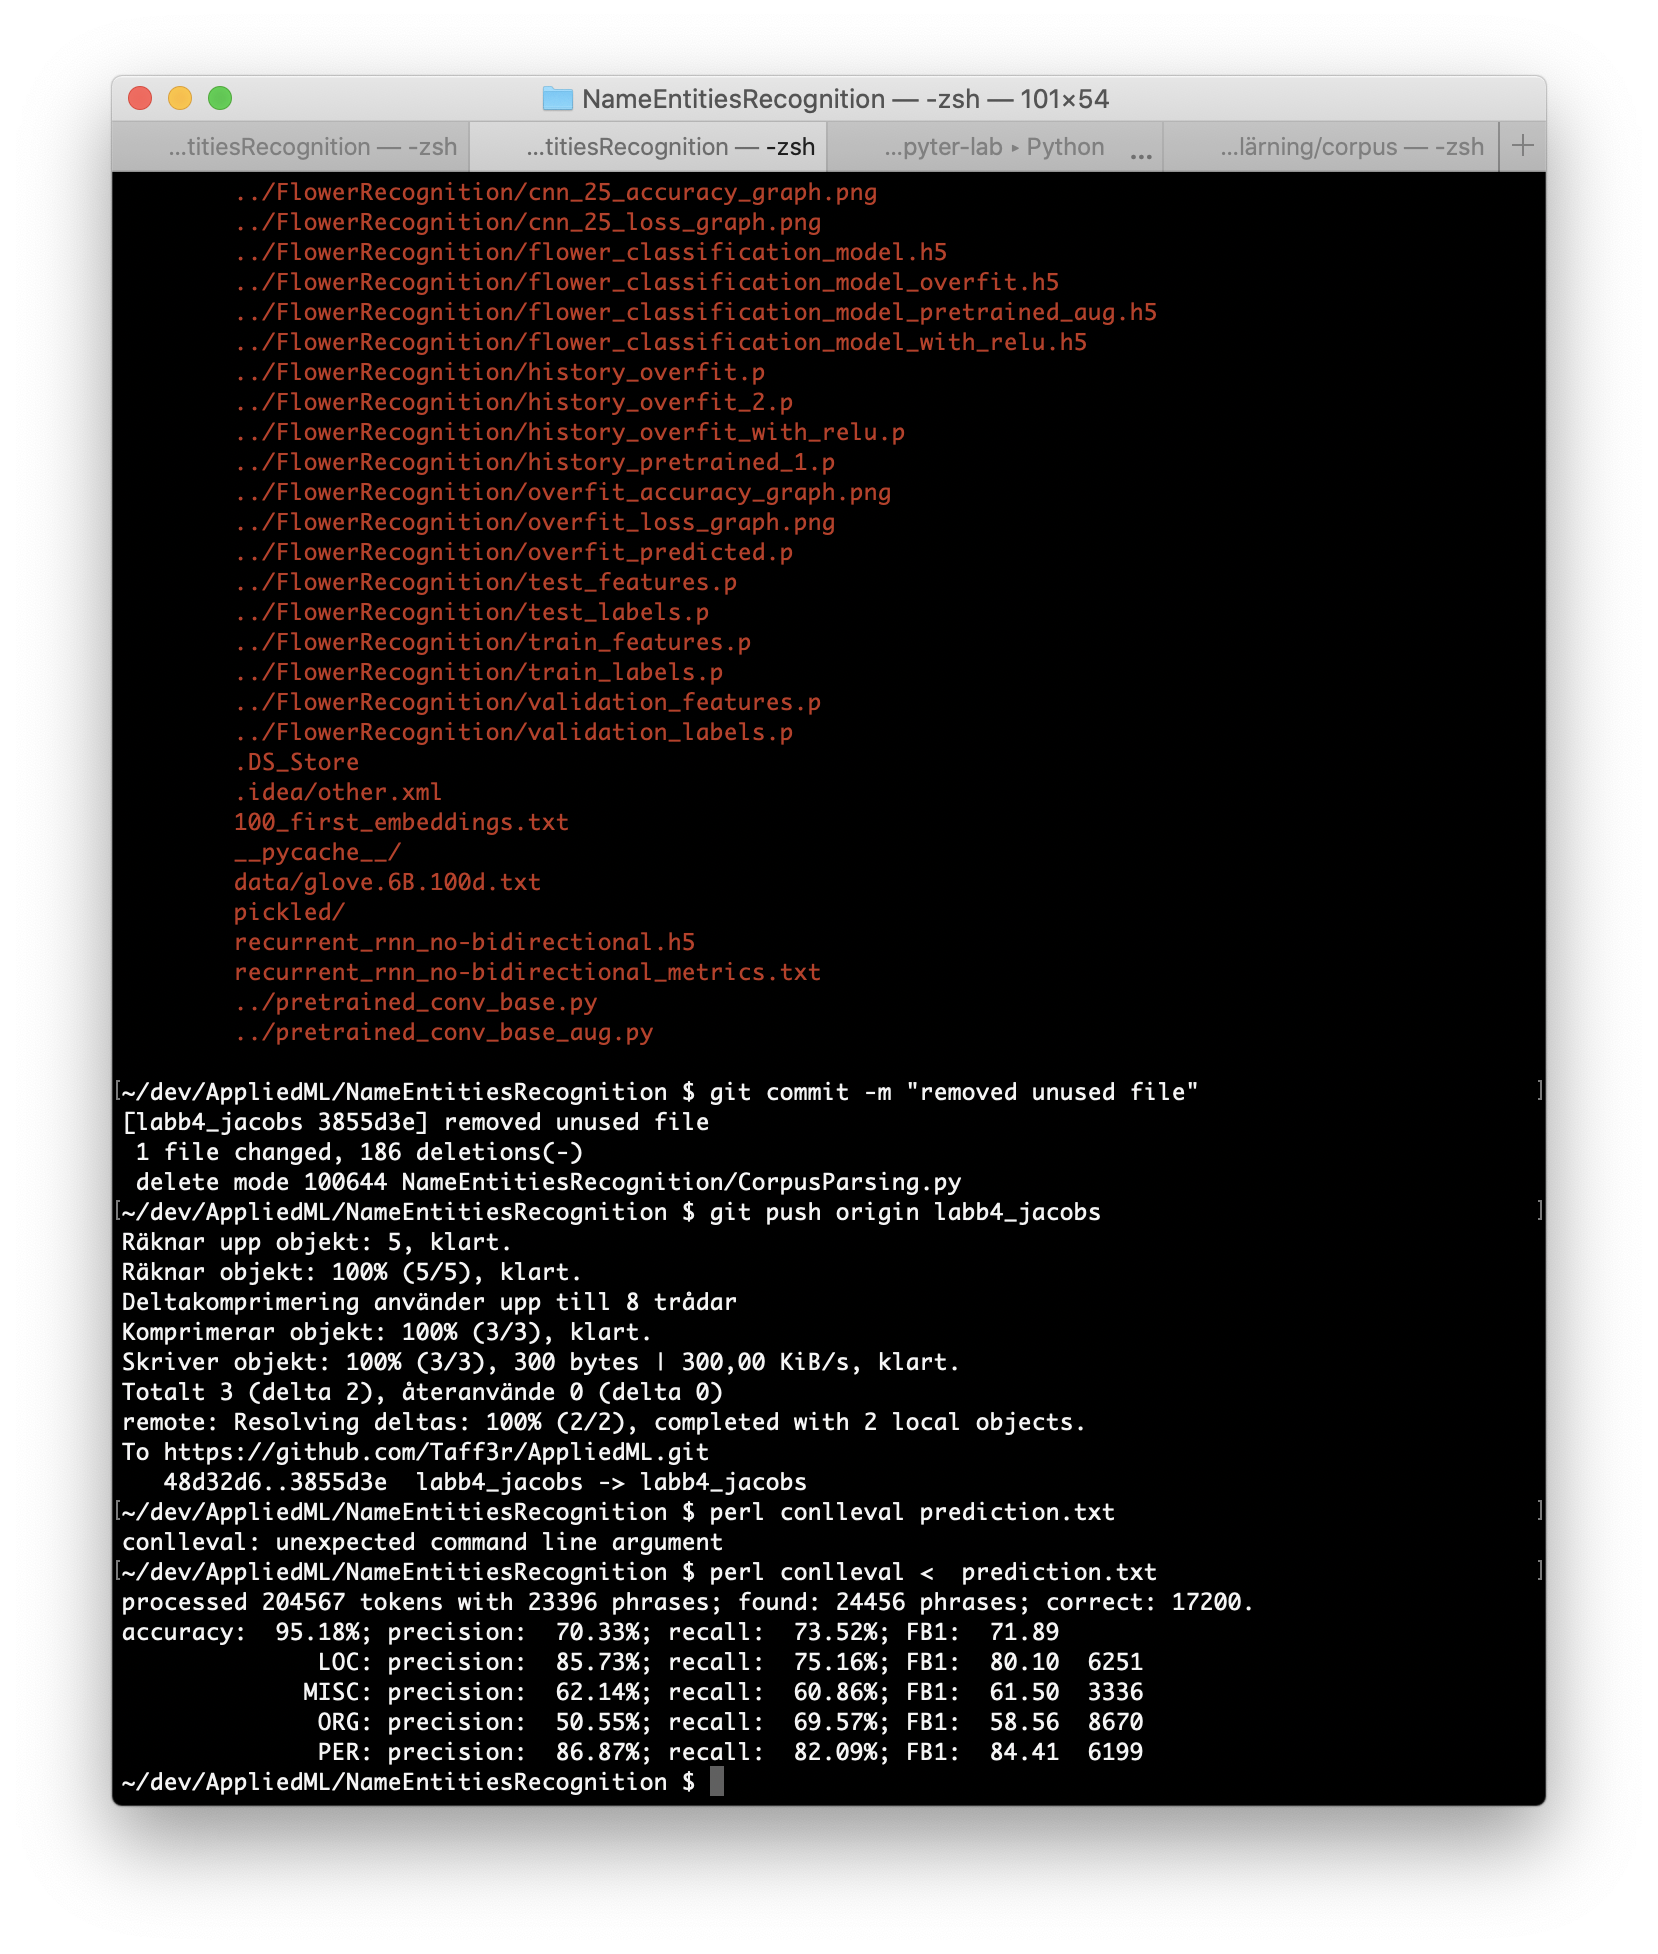 NameEntitiesRecognition — -zsh — 101×54
...titiesRecognition — -zsh ...titiesRecognition — -zsh ...pyter-lab ▸ Python ... ...lärning/corpus — -zsh +
../FlowerRecognition/cnn_25_accuracy_graph.png
../FlowerRecognition/cnn_25_loss_graph.png
../FlowerRecognition/flower_classification_model.h5
../FlowerRecognition/flower_classification_model_overfit.h5
../FlowerRecognition/flower_classification_model_pretrained_aug.h5
../FlowerRecognition/flower_classification_model_with_relu.h5
../FlowerRecognition/history_overfit.p
../FlowerRecognition/history_overfit_2.p
../FlowerRecognition/history_overfit_with_relu.p
../FlowerRecognition/history_pretrained_1.p
../FlowerRecognition/overfit_accuracy_graph.png
../FlowerRecognition/overfit_loss_graph.png
../FlowerRecognition/overfit_predicted.p
../FlowerRecognition/test_features.p
../FlowerRecognition/test_labels.p
../FlowerRecognition/train_features.p
../FlowerRecognition/train_labels.p
../FlowerRecognition/validation_features.p
../FlowerRecognition/validation_labels.p
.DS_Store
.idea/other.xml
100_first_embeddings.txt
__pycache__/
data/glove.6B.100d.txt
pickled/
recurrent_rnn_no-bidirectional.h5
recurrent_rnn_no-bidirectional_metrics.txt
../pretrained_conv_base.py
../pretrained_conv_base_aug.py
[~/dev/AppliedML/NameEntitiesRecognition $ git commit -m "removed unused file" ]
[labb4_jacobs 3855d3e] removed unused file
1 file changed, 186 deletions(-)
delete mode 100644 NameEntitiesRecognition/CorpusParsing.py
[~/dev/AppliedML/NameEntitiesRecognition $ git push origin labb4_jacobs ]
Räknar upp objekt: 5, klart.
Räknar objekt: 100% (5/5), klart.
Deltakomprimering använder upp till 8 trådar
Komprimerar objekt: 100% (3/3), klart.
Skriver objekt: 100% (3/3), 300 bytes | 300,00 KiB/s, klart.
Totalt 3 (delta 2), återanvände 0 (delta 0)
remote: Resolving deltas: 100% (2/2), completed with 2 local objects.
To https://github.com/Taff3r/AppliedML.git
48d32d6..3855d3e  labb4_jacobs -> labb4_jacobs
[~/dev/AppliedML/NameEntitiesRecognition $ perl conlleval prediction.txt ]
conlleval: unexpected command line argument
[~/dev/AppliedML/NameEntitiesRecognition $ perl conlleval <  prediction.txt ]
processed 204567 tokens with 23396 phrases; found: 24456 phrases; correct: 17200.
accuracy:  95.18%; precision:  70.33%; recall:  73.52%; FB1:  71.89
LOC: precision:  85.73%; recall:  75.16%; FB1:  80.10  6251
MISC: precision:  62.14%; recall:  60.86%; FB1:  61.50  3336
ORG: precision:  50.55%; recall:  69.57%; FB1:  58.56  8670
PER: precision:  86.87%; recall:  82.09%; FB1:  84.41  6199
~/dev/AppliedML/NameEntitiesRecognition $